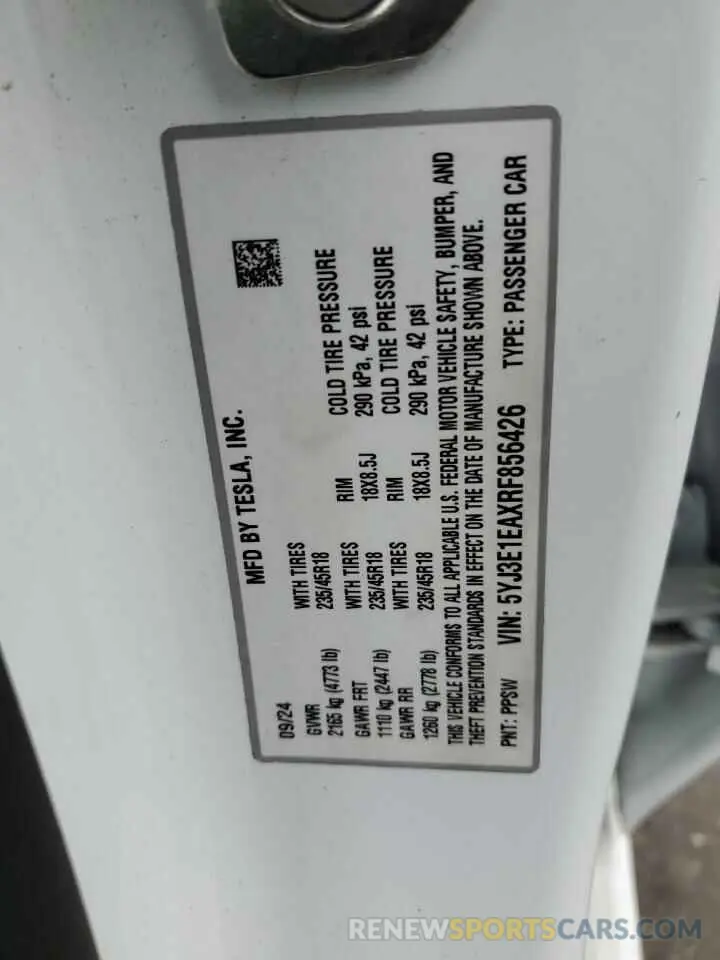 MFD BY TESLA, INC.
09/24
GVWR WITH TIRES RIM COLD TIRE PRESSURE
2165 kg (4773 lb) 235/45R18 18X8.5J 290 kPa, 42 psi
GAWR FRT WITH TIRES RIM COLD TIRE PRESSURE
1110 kg (2447 lb) 235/45R18 18X8.5J 290 kPa, 42 psi
GAWR RR WITH TIRES
1260 kg (2778 lb) 235/45R18
THIS VEHICLE CONFORMS TO ALL APPLICABLE U.S. FEDERAL MOTOR VEHICLE SAFETY, BUMPER, AND
THEFT PREVENTION STANDARDS IN EFFECT ON THE DATE OF MANUFACTURE SHOWN ABOVE.
PNT: PPSW VIN: 5YJ3E1EAXRF856426 TYPE: PASSENGER CAR
RENEWSPORTSCARS.COM